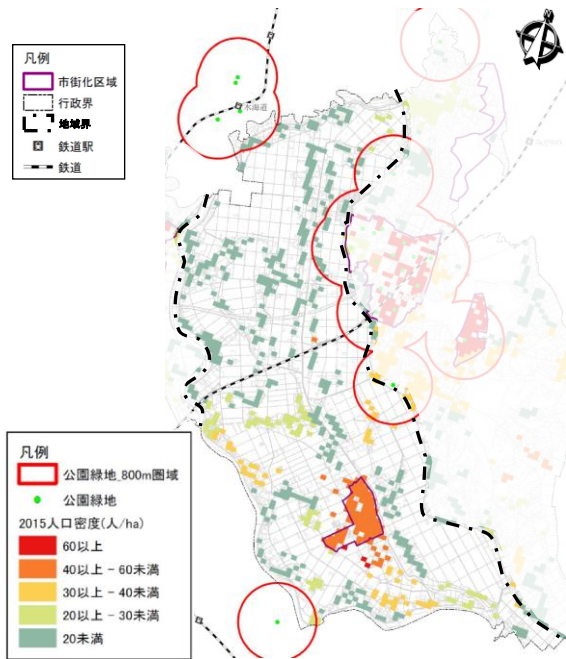 凡例
市街化区域
行政界
地域界
鉄道駅
鉄道
木海道
凡例
公園緑地_800m圏域
公園緑地
2015人口密度(人/ha)
60以上
40以上 - 60未満
30以上 - 40未満
20以上 - 30未満
20未満